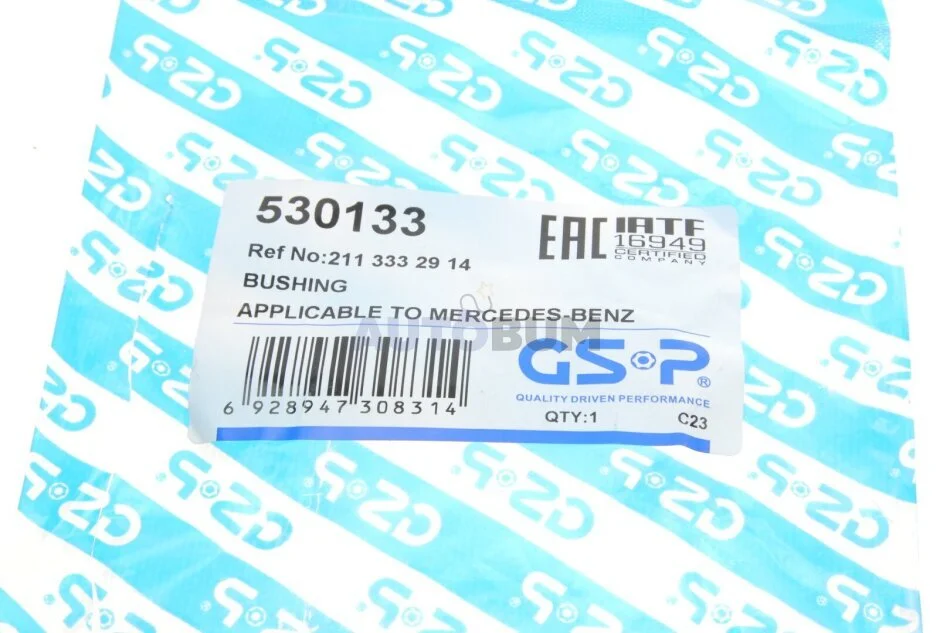 530133
EAC
IATF
16949
CERTIFIED
COMPANY
Ref No:211 333 29 14
BUSHING
APPLICABLE TO MERCEDES-BENZ
AUTOBUM
GSP®
QUALITY DRIVEN PERFORMANCE
6 928947 308314
QTY:1
C23